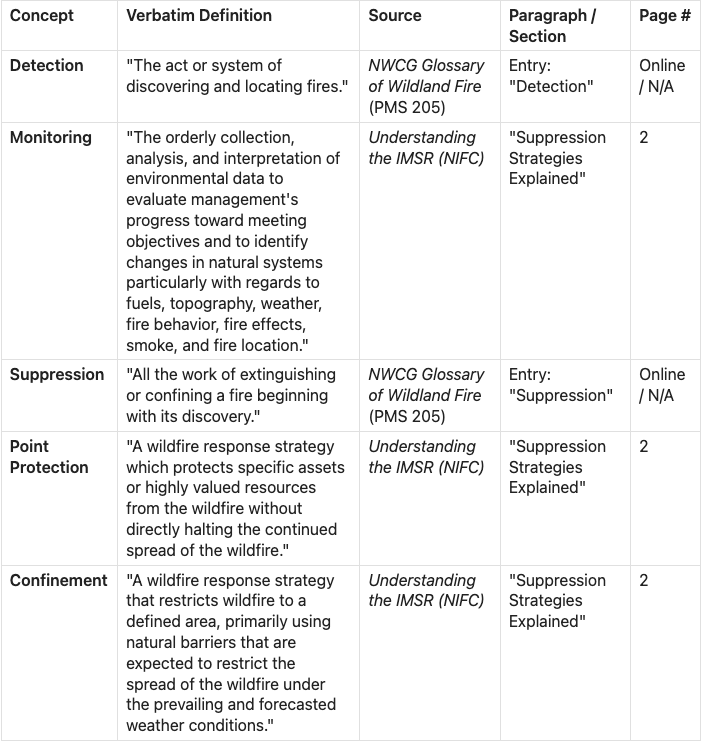 Concept Verbatim Definition Source Paragraph / Section Page #
Detection "The act or system of discovering and locating fires." NWCG Glossary of Wildland Fire (PMS 205) Entry: "Detection" Online / N/A
Monitoring "The orderly collection, analysis, and interpretation of environmental data to evaluate management's progress toward meeting objectives and to identify changes in natural systems particularly with regards to fuels, topography, weather, fire behavior, fire effects, smoke, and fire location." Understanding the IMSR (NIFC) "Suppression Strategies Explained" 2
Suppression "All the work of extinguishing or confining a fire beginning with its discovery." NWCG Glossary of Wildland Fire (PMS 205) Entry: "Suppression" Online / N/A
Point Protection "A wildfire response strategy which protects specific assets or highly valued resources from the wildfire without directly halting the continued spread of the wildfire." Understanding the IMSR (NIFC) "Suppression Strategies Explained" 2
Confinement "A wildfire response strategy that restricts wildfire to a defined area, primarily using natural barriers that are expected to restrict the spread of the wildfire under the prevailing and forecasted weather conditions." Understanding the IMSR (NIFC) "Suppression Strategies Explained" 2